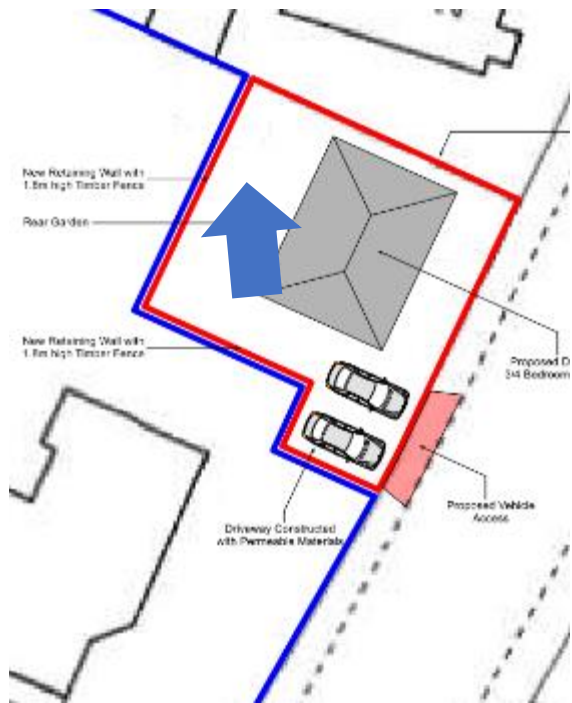 New Retaining Wall with
1.8m high Timber Fence
Rear Garden
New Retaining Wall with
1.8m high Timber Fence
Proposed D
3/4 Bedroom
Proposed Vehicle
Access
Driveway Constructed
with Permeable Materials